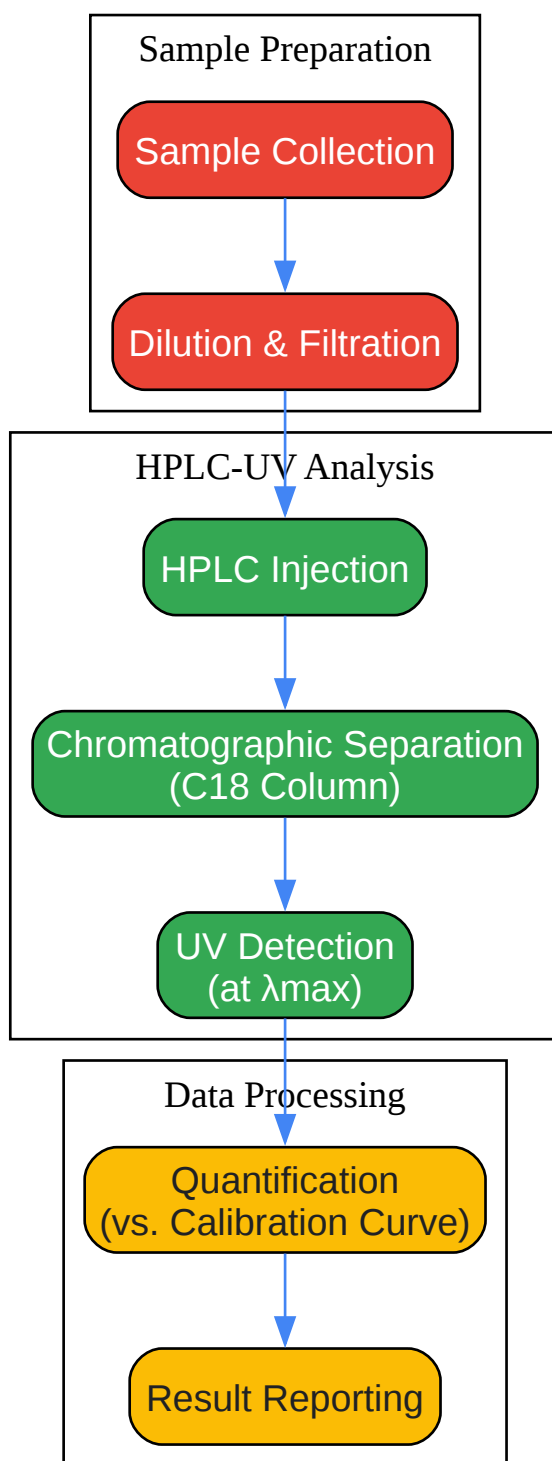 Sample Preparation
Sample Collection
Dilution & Filtration
HPLC-UV Analysis
HPLC Injection
Chromatographic Separation
(C18 Column)
UV Detection
(at λmax)
Data Processing
Quantification
(vs. Calibration Curve)
Result Reporting